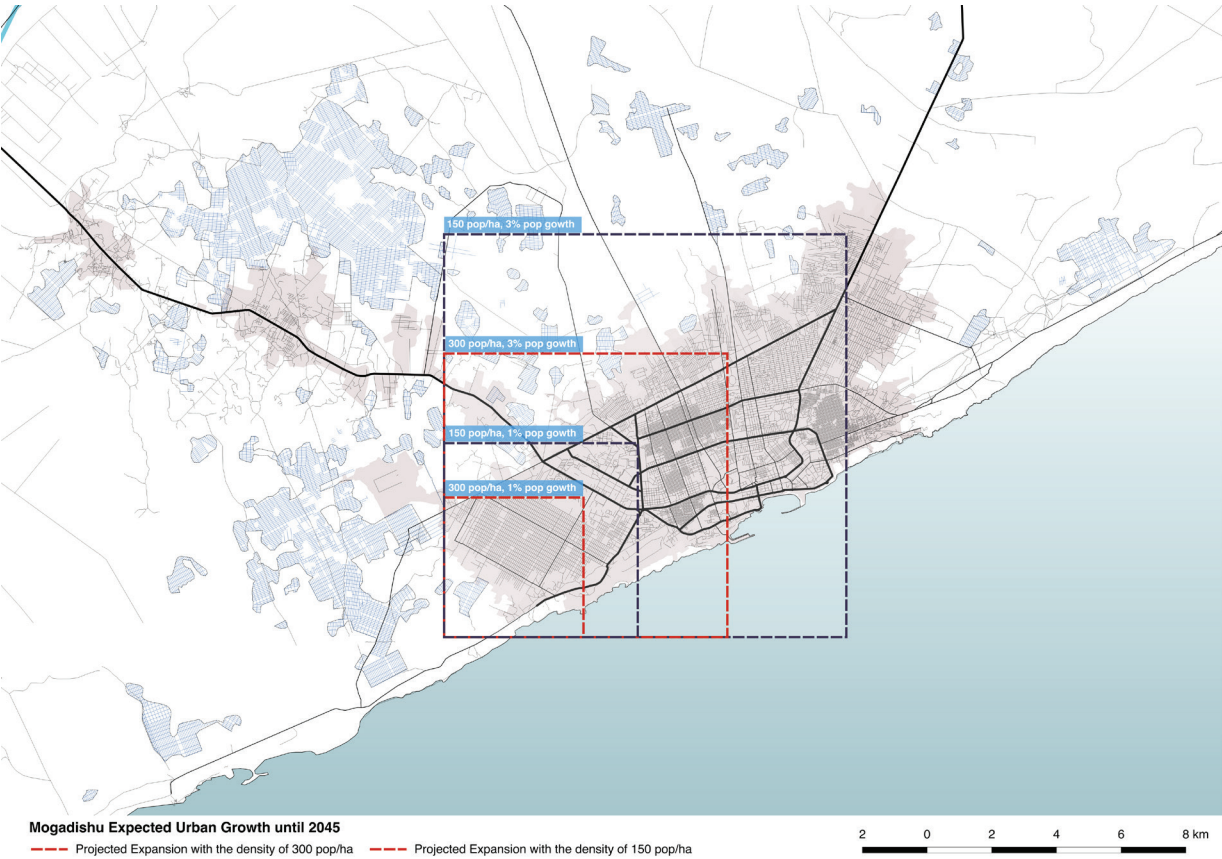 150 pop/ha, 3% pop gowth
300 pop/ha, 3% pop gowth
150 pop/ha, 1% pop gowth
300 pop/ha, 1% pop gowth
Mogadishu Expected Urban Growth until 2045
Projected Expansion with the density of 300 pop/ha Projected Expansion with the density of 150 pop/ha
2 0 2 4 6 8 km